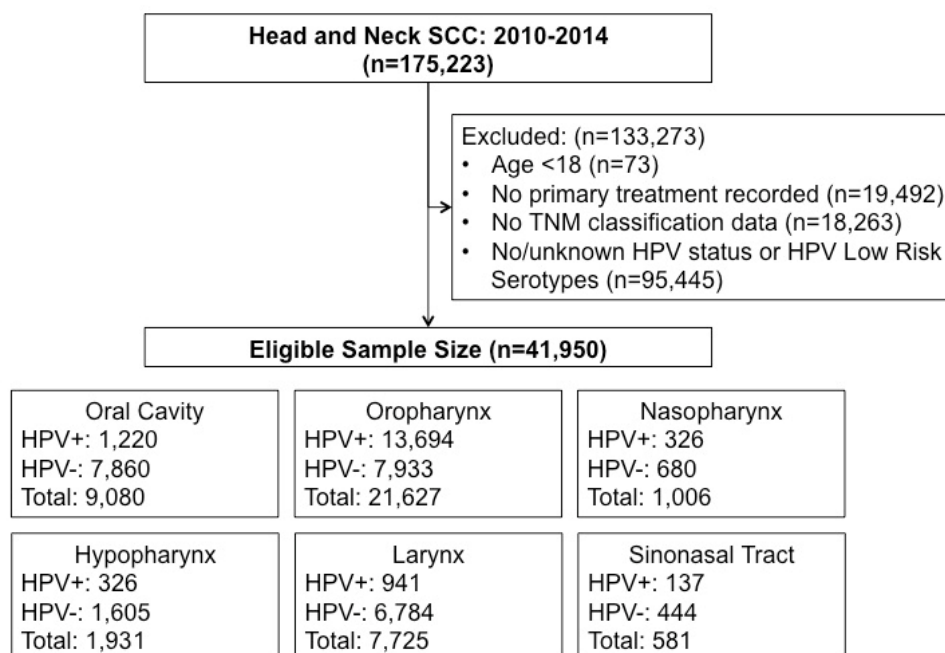 Head and Neck SCC: 2010-2014
(n=175,223)
Excluded: (n=133,273)
• Age <18 (n=73)
• No primary treatment recorded (n=19,492)
• No TNM classification data (n=18,263)
• No/unknown HPV status or HPV Low Risk
Serotypes (n=95,445)
Eligible Sample Size (n=41,950)
Oral Cavity
HPV+: 1,220
HPV-: 7,860
Total: 9,080
Oropharynx
HPV+: 13,694
HPV-: 7,933
Total: 21,627
Nasopharynx
HPV+: 326
HPV-: 680
Total: 1,006
Hypopharynx
HPV+: 326
HPV-: 1,605
Total: 1,931
Larynx
HPV+: 941
HPV-: 6,784
Total: 7,725
Sinonasal Tract
HPV+: 137
HPV-: 444
Total: 581